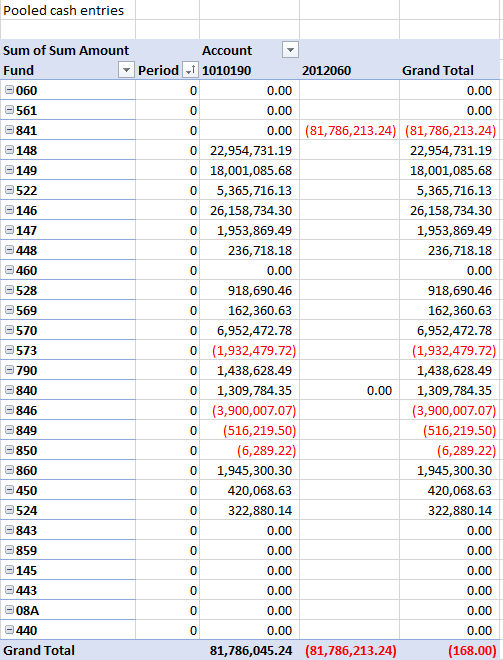 Pooled cash entries
Sum of Sum Amount Account
Fund Period 1010190 2012060 Grand Total
060 0 0.00 0.00
561 0 0.00 0.00
841 0 0.00 (81,786,213.24) (81,786,213.24)
148 0 22,954,731.19 22,954,731.19
149 0 18,001,085.68 18,001,085.68
522 0 5,365,716.13 5,365,716.13
146 0 26,158,734.30 26,158,734.30
147 0 1,953,869.49 1,953,869.49
448 0 236,718.18 236,718.18
460 0 0.00 0.00
528 0 918,690.46 918,690.46
569 0 162,360.63 162,360.63
570 0 6,952,472.78 6,952,472.78
573 0 (1,932,479.72) (1,932,479.72)
790 0 1,438,628.49 1,438,628.49
840 0 1,309,784.35 0.00 1,309,784.35
846 0 (3,900,007.07) (3,900,007.07)
849 0 (516,219.50) (516,219.50)
850 0 (6,289.22) (6,289.22)
860 0 1,945,300.30 1,945,300.30
450 0 420,068.63 420,068.63
524 0 322,880.14 322,880.14
843 0 0.00 0.00
859 0 0.00 0.00
145 0 0.00 0.00
443 0 0.00 0.00
08A 0 0.00 0.00
440 0 0.00 0.00
Grand Total 81,786,045.24 (81,786,213.24) (168.00)